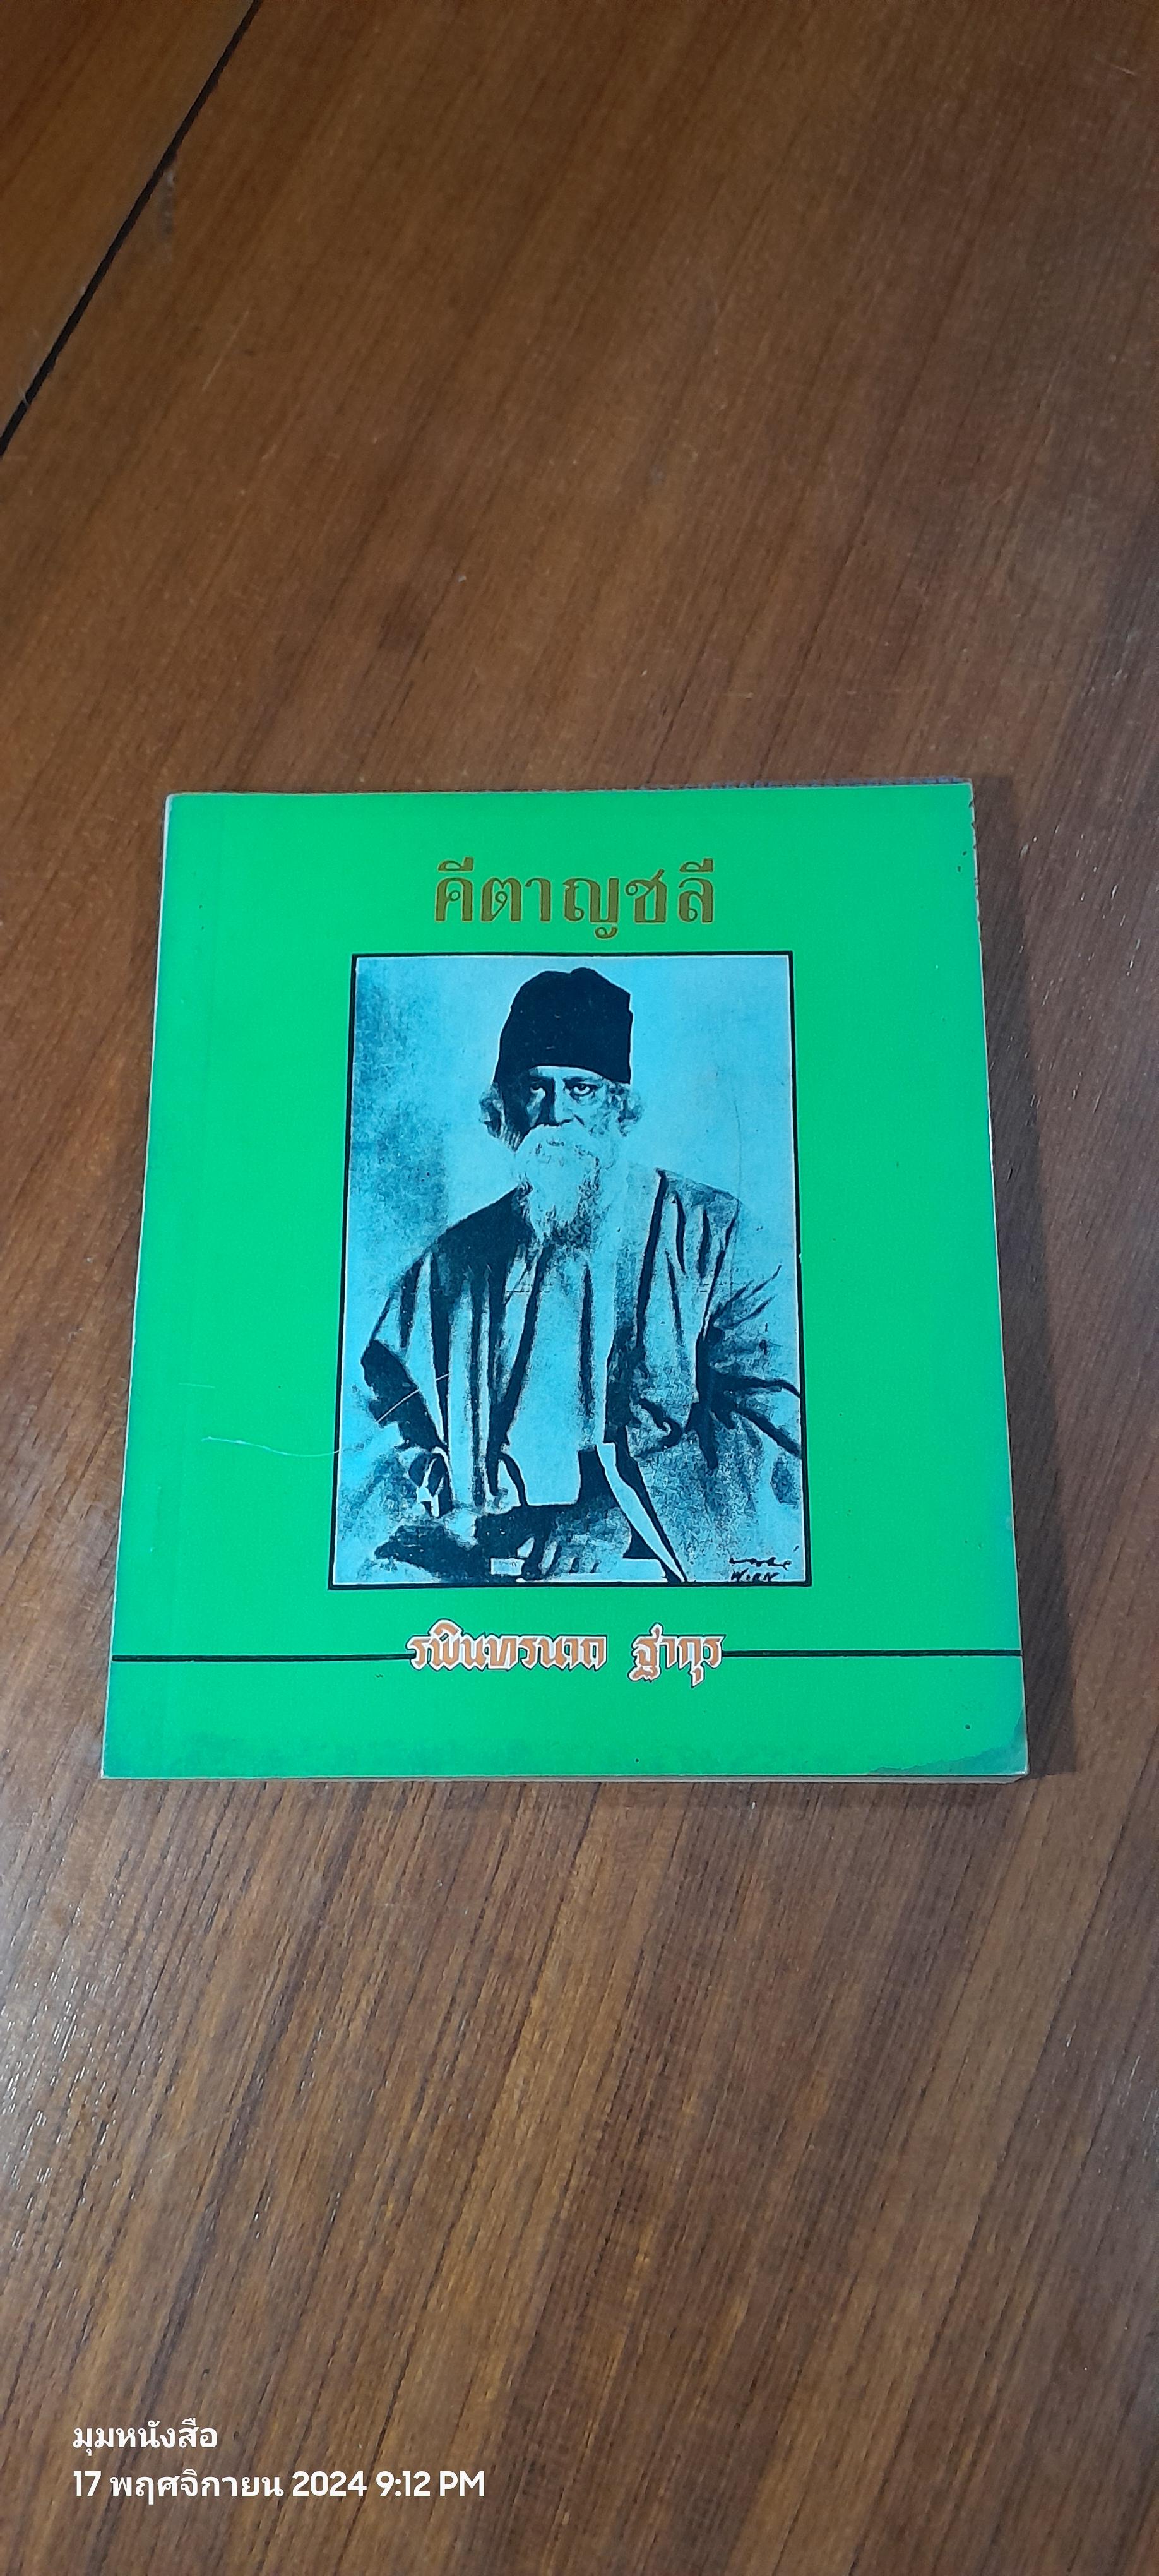 คีตาญชลี
รพินทรนาถ ฐากุร
มุมหนังสือ
17 พฤศจิกายน 2024 9:12 PM